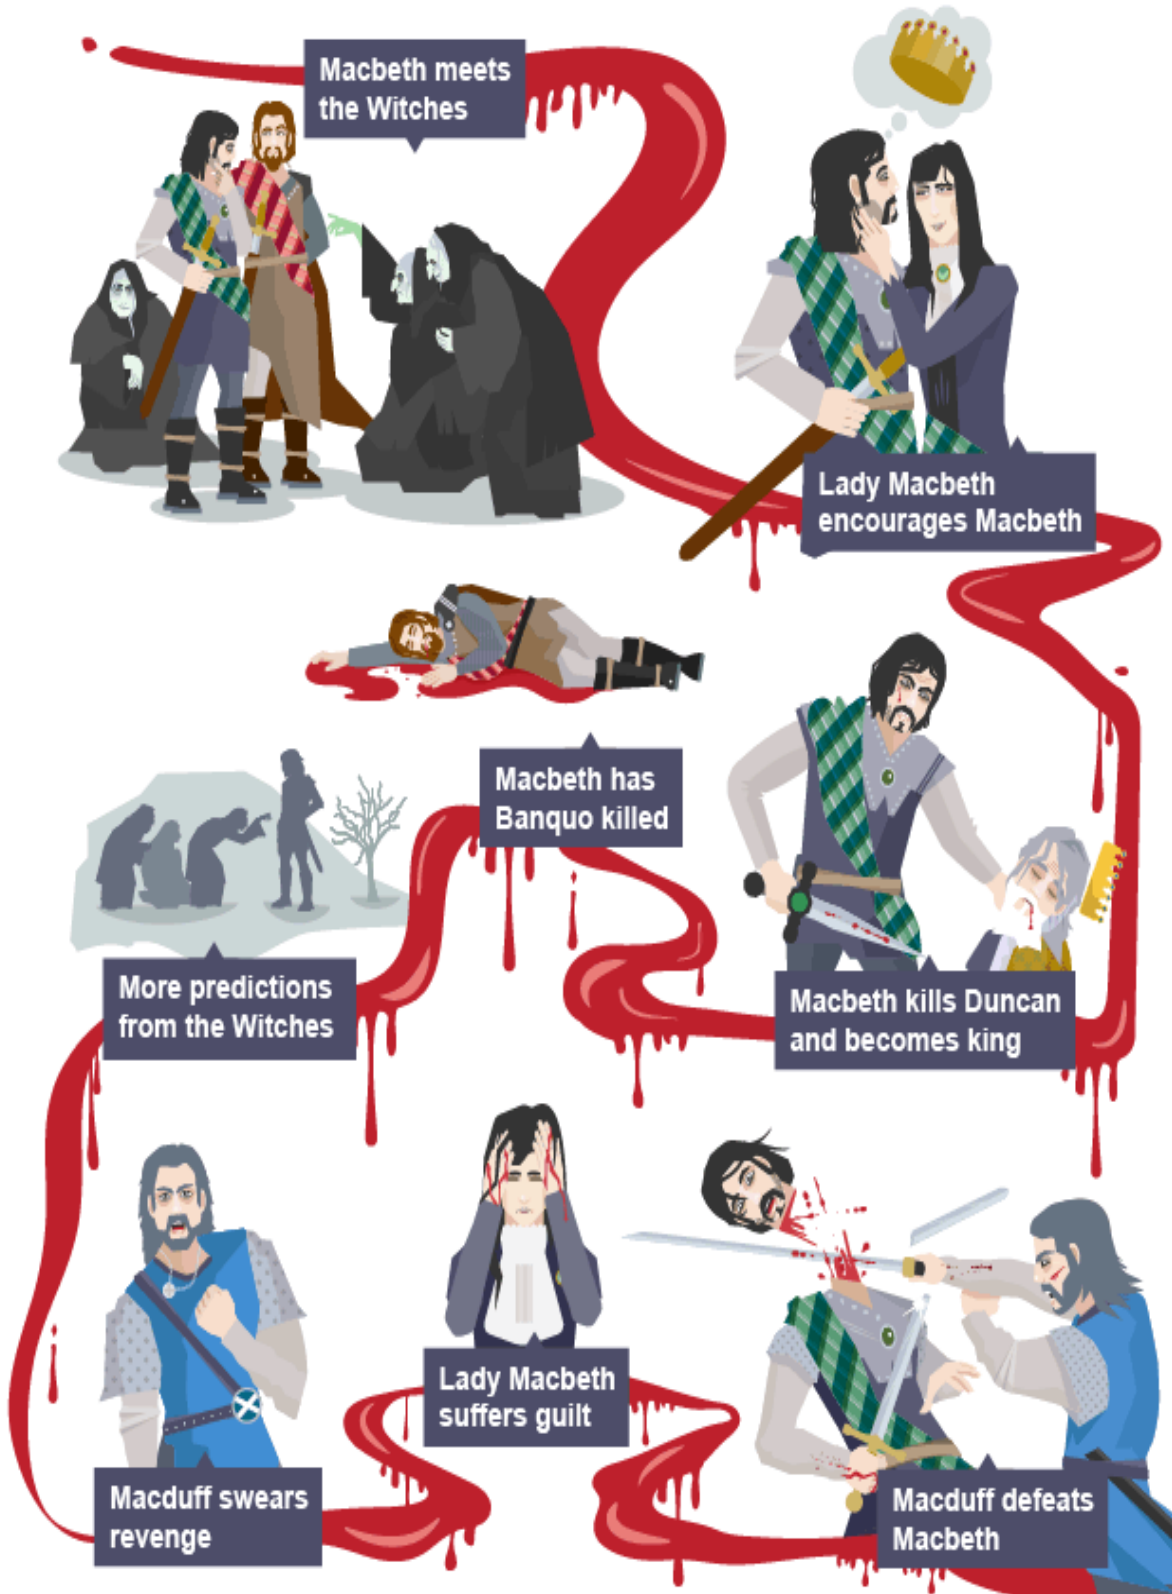 Macbeth meets
the Witches
Lady Macbeth
encourages Macbeth
Macbeth kills Duncan
and becomes king
Macbeth has
Banquo killed
More predictions
from the Witches
Macduff swears
revenge
Lady Macbeth
suffers guilt
Macduff defeats
Macbeth